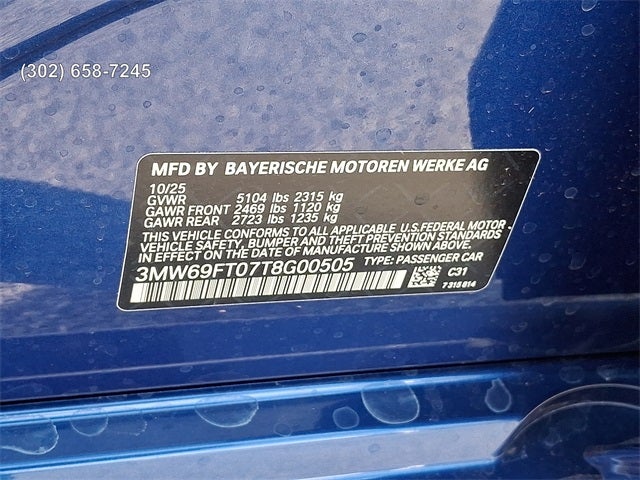 (302) 658-7245
MFD BY BAYERISCHE MOTOREN WERKE AG
10/25
GVWR 5104 lbs 2315 kg
GAWR FRONT 2469 lbs 1120 kg
GAWR REAR 2723 lbs 1235 kg
THIS VEHICLE CONFORMS TO ALL APPLICABLE U.S.FEDERAL MOTOR
VEHICLE SAFETY, BUMPER AND THEFT PREVENTION STANDARDS
IN EFFECT ON THE DATE OF MANUFACTURE SHOWN ABOVE.
3MW69FT07T8G00505 TYPE: PASSENGER CAR
C31
7315014